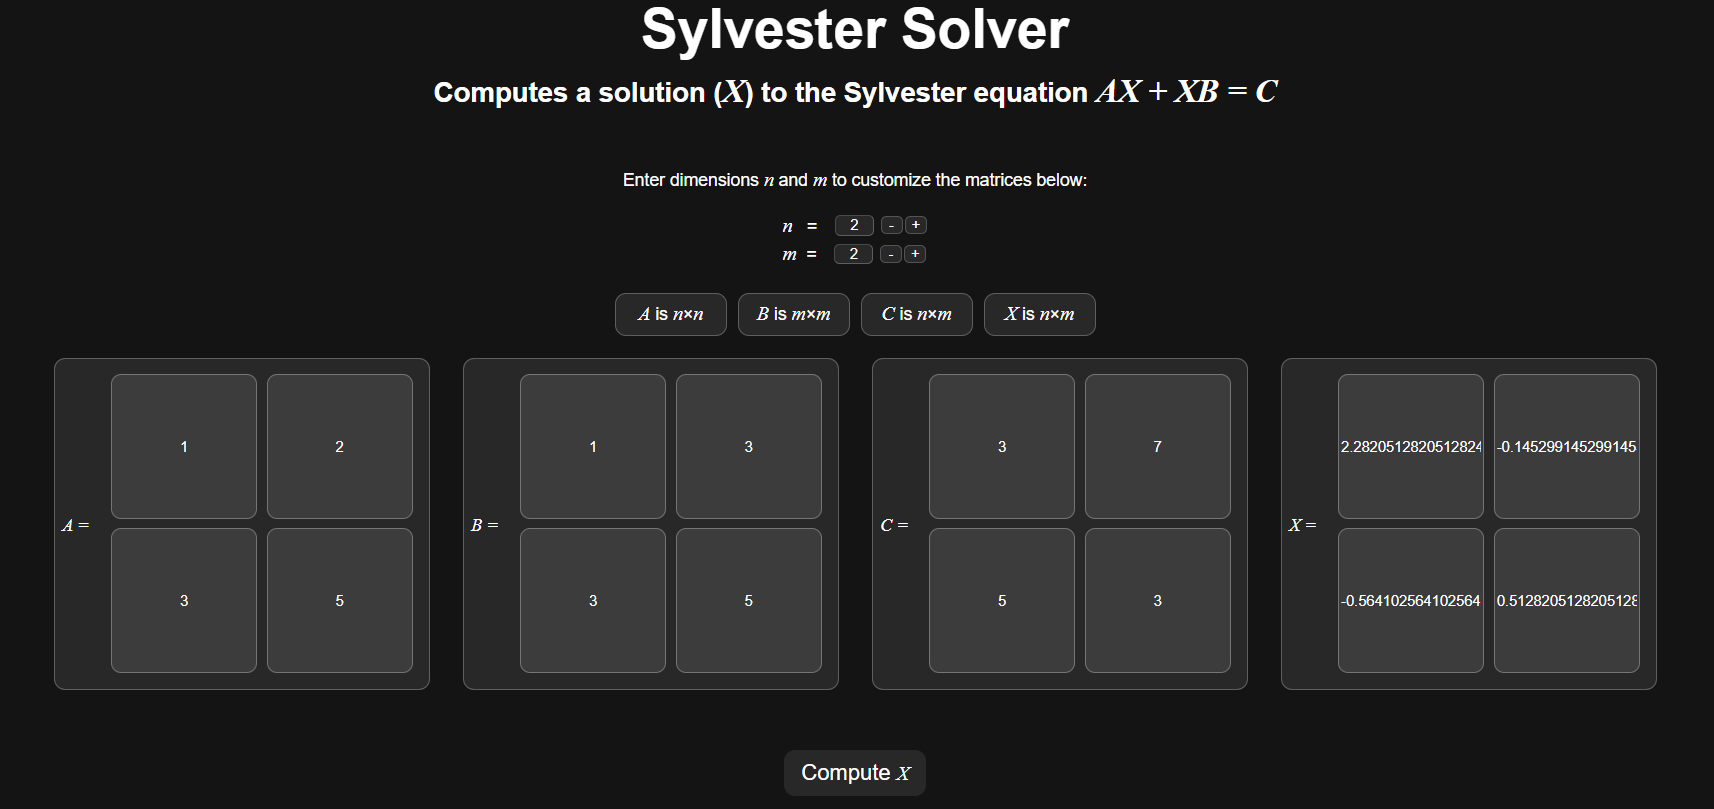 Sylvester Solver
Computes a solution (X) to the Sylvester equation AX + XB = C
Enter dimensions n and m to customize the matrices below:
n = 2 - +
m = 2 - +
A is n×n B is m×m C is n×m X is n×m
1 2 1 3 3 7 2.2820512820512824 -0.145299145299145
A = B = C = X =
3 5 3 5 5 3 -0.564102564102564 0.5128205128205128
Compute X